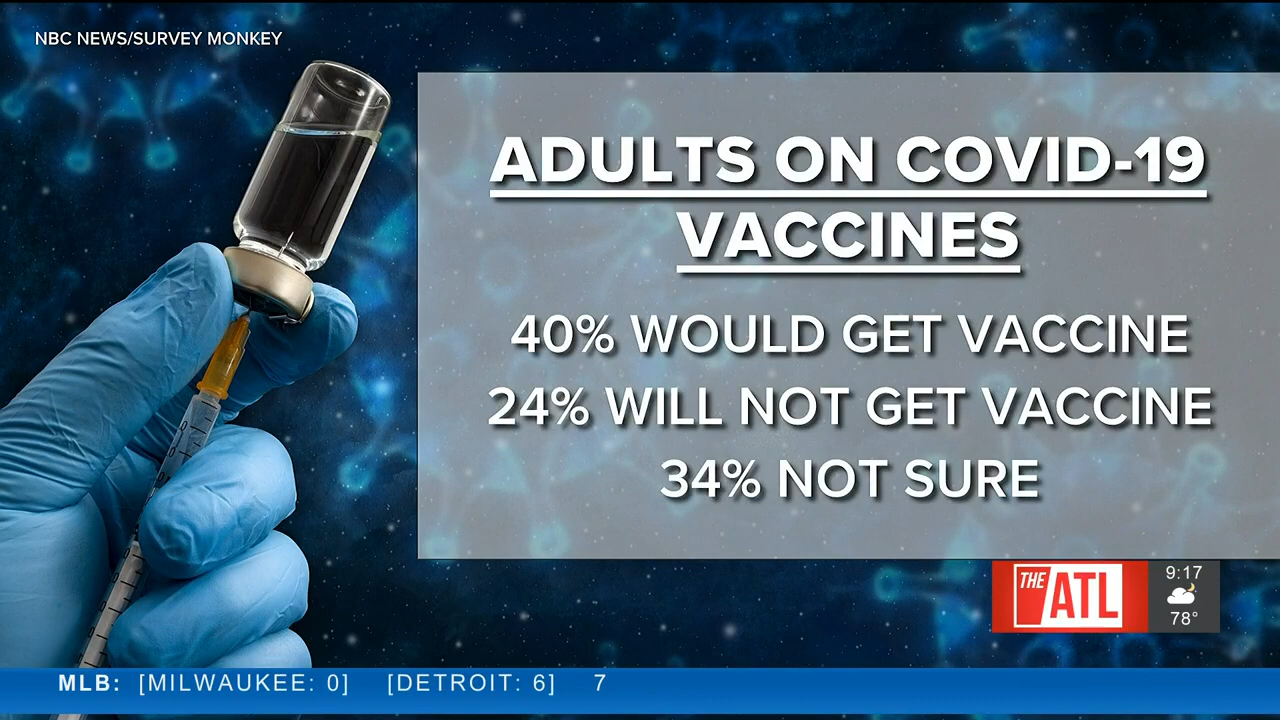 NBC NEWS/SURVEY MONKEY
ADULTS ON COVID-19
VACCINES
40% WOULD GET VACCINE
24% WILL NOT GET VACCINE
34% NOT SURE
THE ATL
9:17
78°
MLB: [MILWAUKEE: 0] [DETROIT: 6] 7